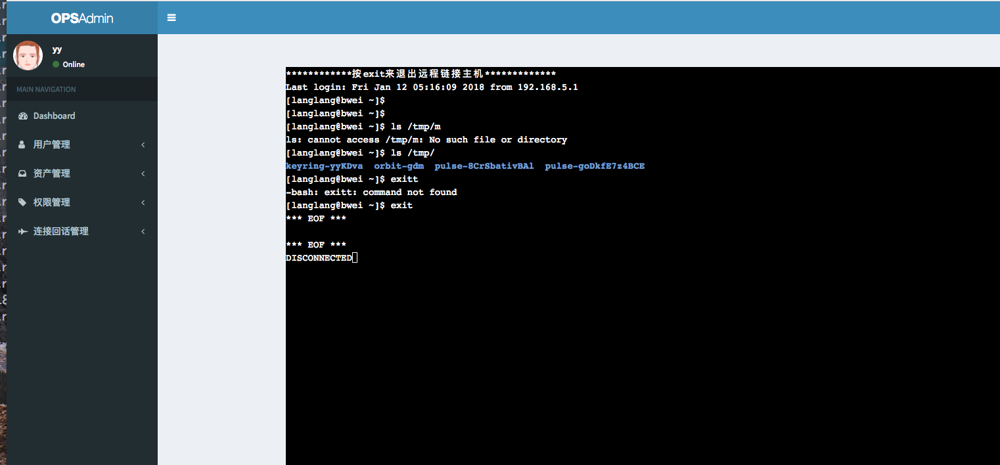 OPSAdmin
yy
Online
MAIN NAVIGATION
Dashboard
用户管理
资产管理
权限管理
连接回话管理
************按exit来退出远程链接主机*************
Last login: Fri Jan 12 05:16:09 2018 from 192.168.5.1
[langlang@bwei ~]$
[langlang@bwei ~]$
[langlang@bwei ~]$ ls /tmp/m
ls: cannot access /tmp/m: No such file or directory
[langlang@bwei ~]$ ls /tmp/
keyring-yyKDva  orbit-gdm  pulse-8CrSbativBAl  pulse-goDkfE7z4BCE
[langlang@bwei ~]$ exitt
-bash: exitt: command not found
[langlang@bwei ~]$ exit
*** EOF ***
*** EOF ***
DISCONNECTED